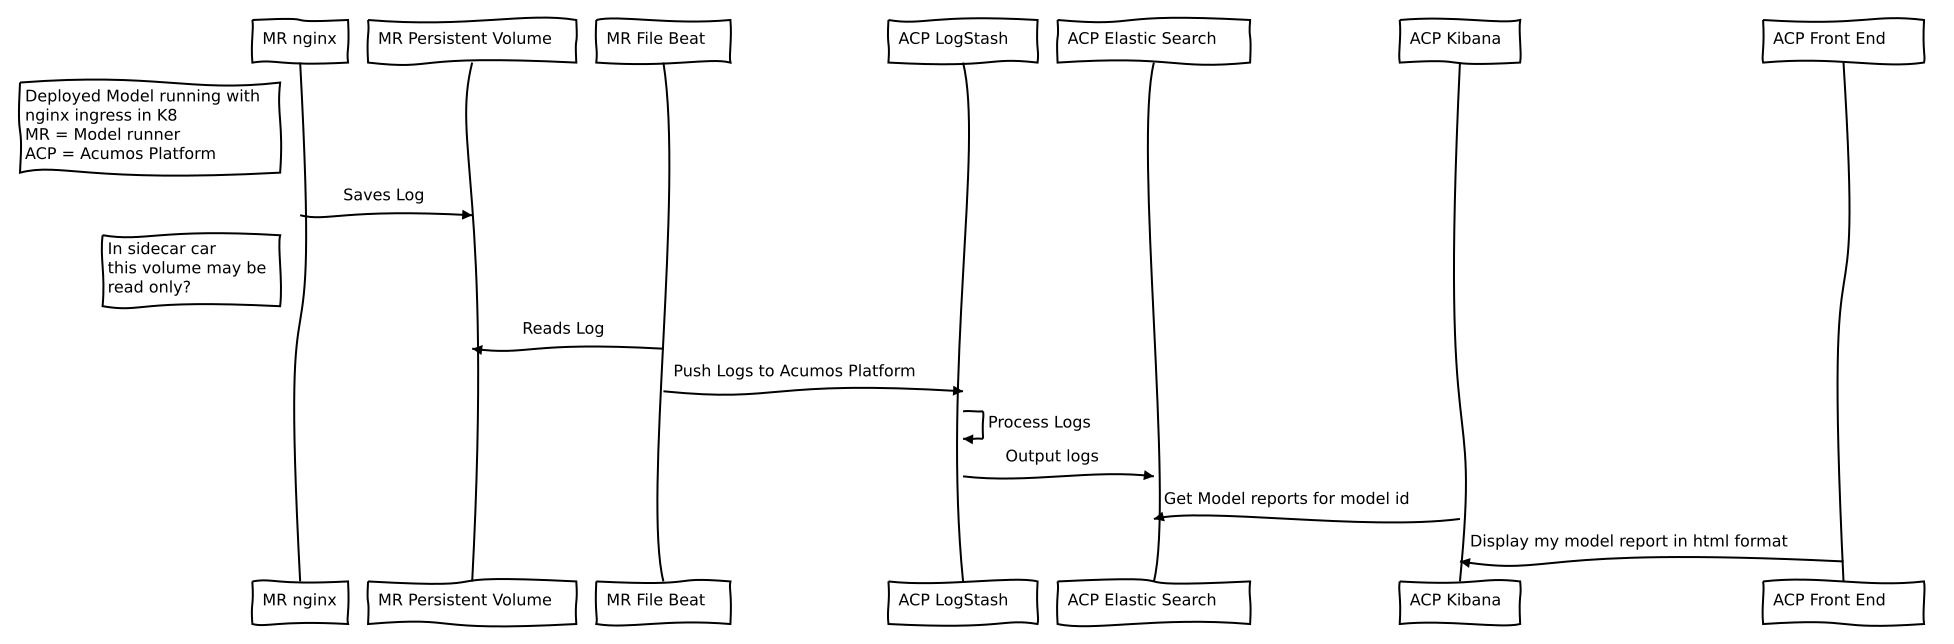 MR nginx
MR Persistent Volume
MR File Beat
ACP LogStash
ACP Elastic Search
ACP Kibana
ACP Front End
Deployed Model running with
nginx ingress in K8
MR = Model runner
ACP = Acumos Platform
Saves Log
In sidecar car
this volume may be
read only?
Reads Log
Push Logs to Acumos Platform
Process Logs
Output logs
Get Model reports for model id
Display my model report in html format
MR nginx
MR Persistent Volume
MR File Beat
ACP LogStash
ACP Elastic Search
ACP Kibana
ACP Front End